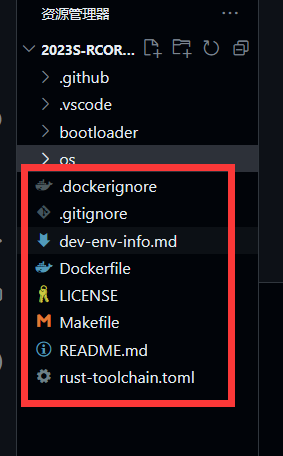 资源管理器
2023S-RCOR...
.github
.vscode
bootloader
os
.dockerignore
.gitignore
dev-env-info.md
Dockerfile
LICENSE
Makefile
README.md
rust-toolchain.toml